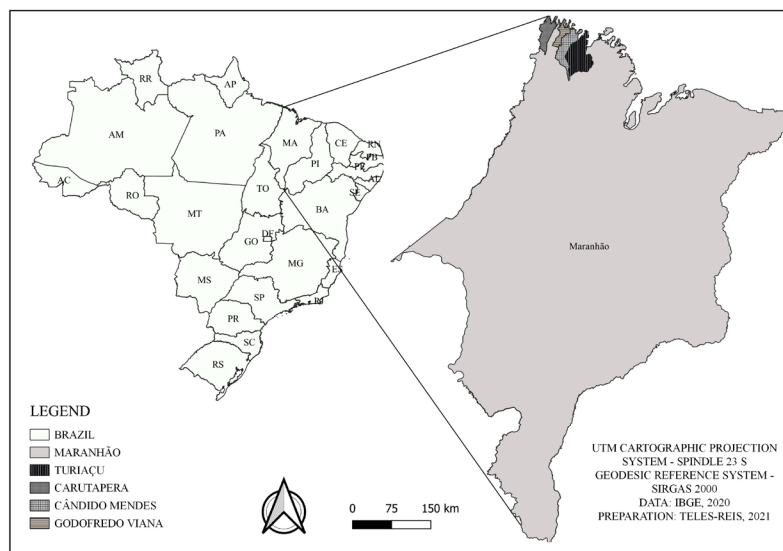 RR
AP
AM
PA
MA
CE
RN
PB
PI
PE
AL
AC
TO
SE
RO
BA
MT
DF
GO
MG
ES
MS
SP
RJ
PR
SC
RS
Maranhão
LEGEND
BRAZIL
MARANHÃO
TURIAÇU
CARUTAPERA
CÂNDIDO MENDES
GODOFREDO VIANA
0 75 150 km
UTM CARTOGRAPHIC PROJECTION
SYSTEM - SPINDLE 23 S
GEODESIC REFERENCE SYSTEM -
SIRGAS 2000
DATA: IBGE, 2020
PREPARATION: TELES-REIS, 2021